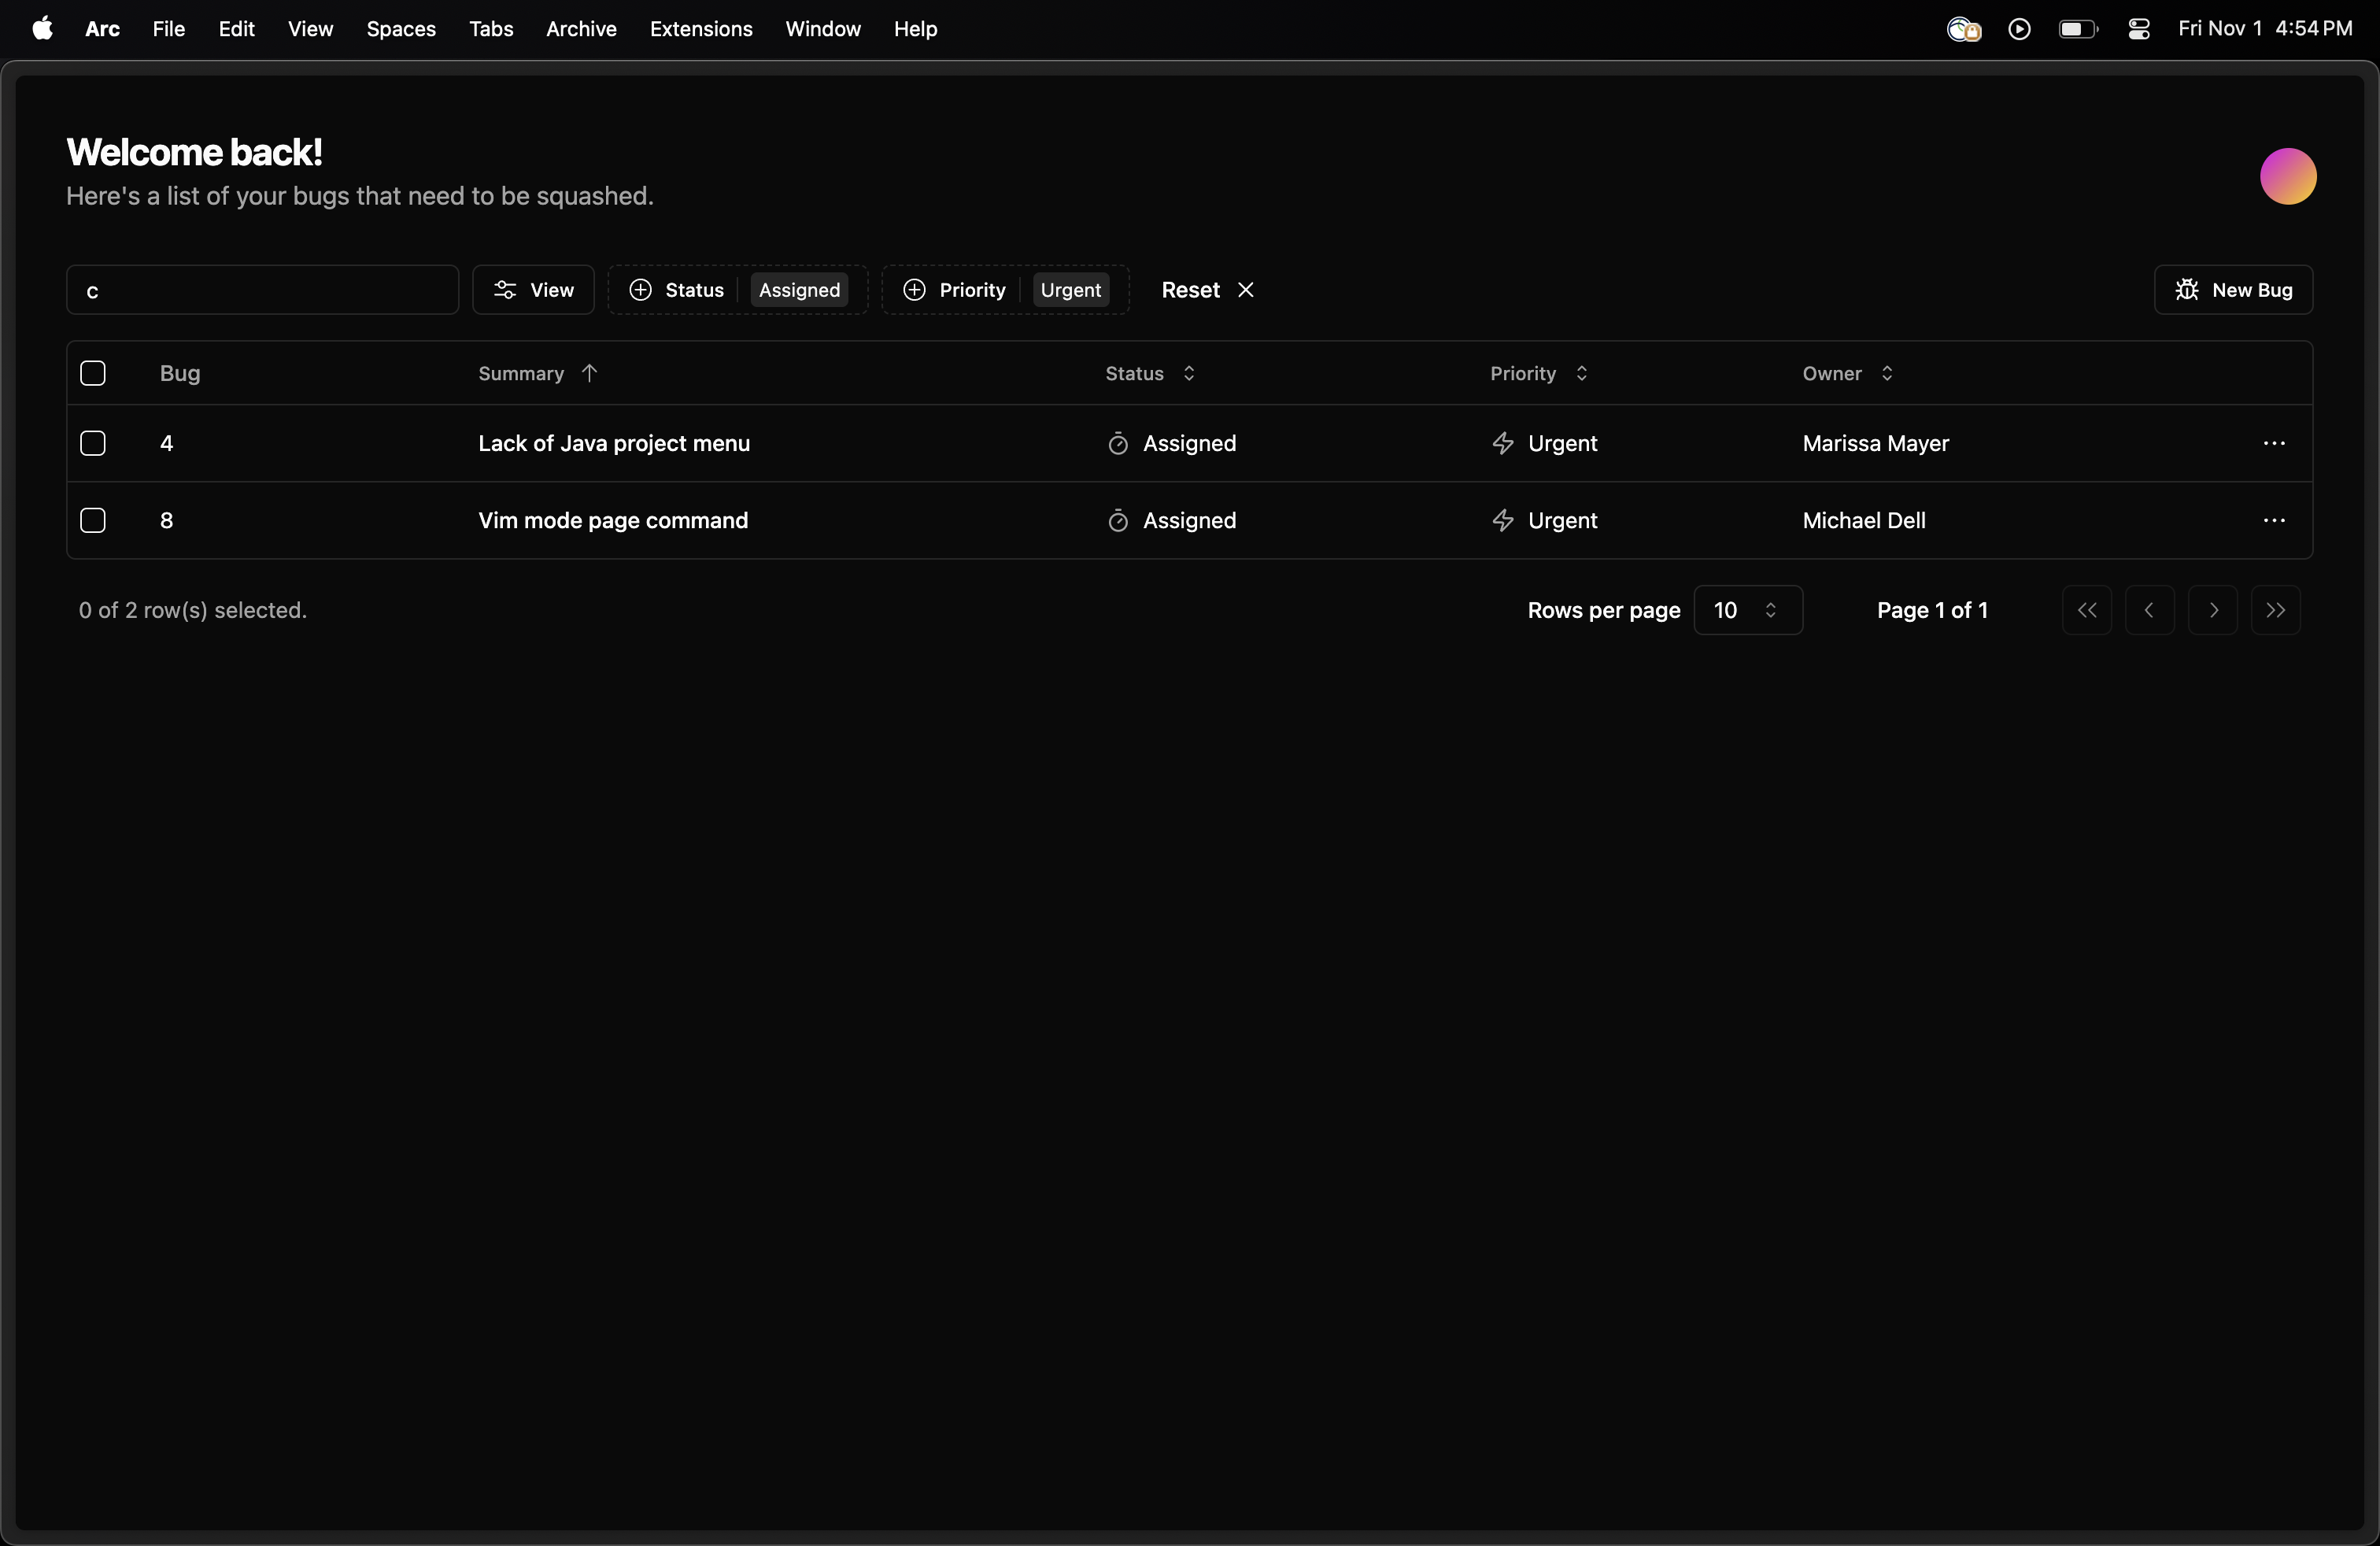 Arc File Edit View Spaces Tabs Archive Extensions Window Help Fri Nov 1 4:54 PM
Welcome back!
Here's a list of your bugs that need to be squashed.
c View Status Assigned Priority Urgent Reset New Bug
Bug Summary Status Priority Owner
4 Lack of Java project menu Assigned Urgent Marissa Mayer
8 Vim mode page command Assigned Urgent Michael Dell
0 of 2 row(s) selected. Rows per page 10 Page 1 of 1